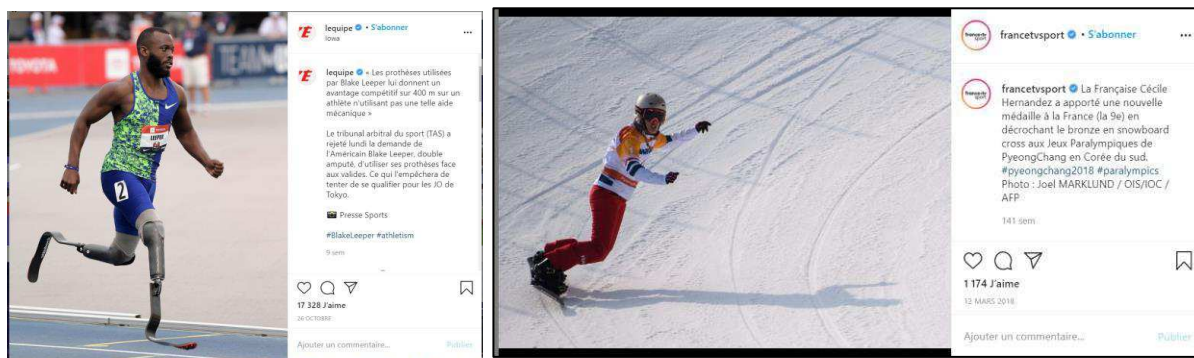 TOYOTA
TEAM
LEEPER
2
lequipe • S'abonner
Iowa
lequipe « Les prothèses utilisées
par Blake Leeper lui donnent un
avantage compétitif sur 400 m sur un
athlète n'utilisant pas une telle aide
mécanique »
Le tribunal arbitral du sport (TAS) a
rejeté lundi la demande de
l'Américain Blake Leeper, double
amputé, d'utiliser ses prothèses face
aux valides. Ce qui l'empêchera de
tenter de se qualifier pour les JO de
Tokyo.
Presse Sports
#BlakeLeeper #athletism
9 sem
17 328 J'aime
26 OCTOBRE
Ajouter un commentaire... Publier
francetvsport • S'abonner
francetvsport La Française Cécile
Hernandez a apporté une nouvelle
médaille à la France (la 9e) en
décrochant le bronze en snowboard
cross aux Jeux Paralympiques de
PyeongChang en Corée du sud.
#pyeongchang2018 #paralympics
Photo : Joel MARKLUND / OIS/IOC /
AFP
141 sem
1 174 J'aime
12 MARS 2018
Ajouter un commentaire... Publier